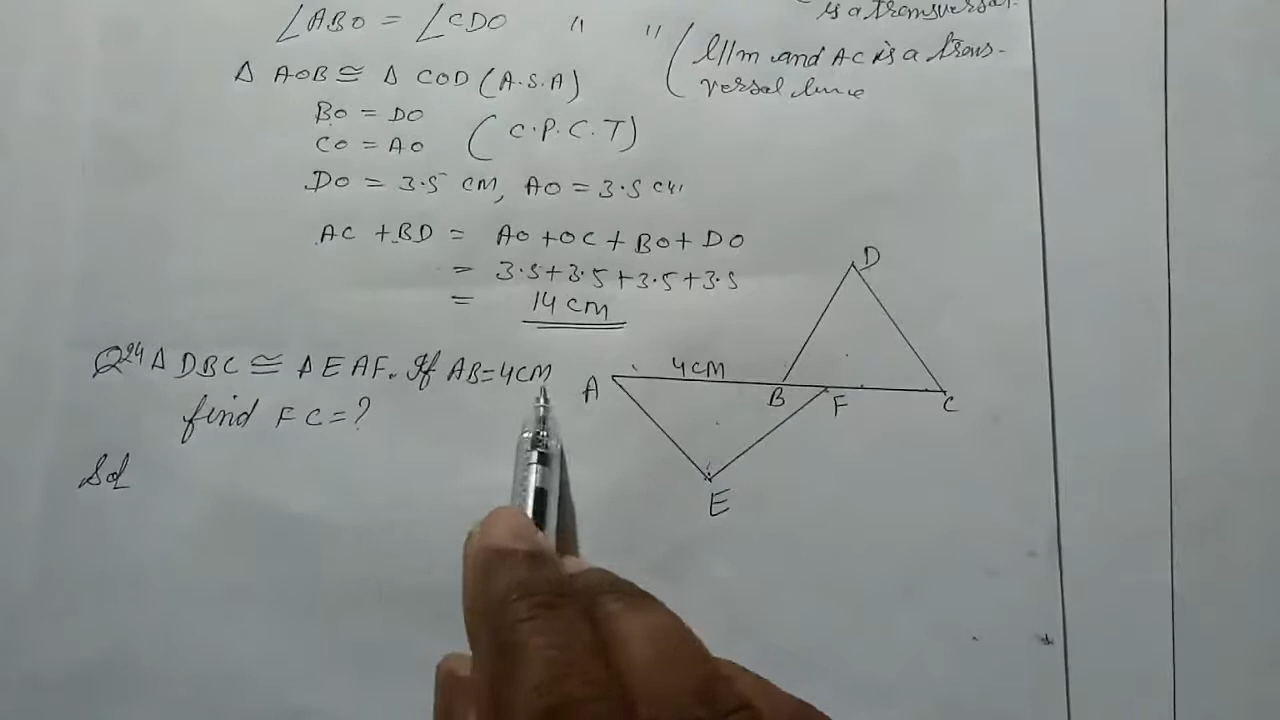 is a transversal.
∠ABO = ∠CDO " " (l||m and AC is a trans-
versal line
Δ AOB ≅ Δ COD (A.S.A)
BO = DO
CO = AO (C.P.C.T)
DO = 3.5 CM, AO = 3.5 CM
AC + BD = AO + OC + BO + DO
= 3.5 + 3.5 + 3.5 + 3.5
= 14 CM
Q24 Δ DBC ≅ Δ EAF. If AB = 4CM
find FC = ?
Sol
D
A 4CM B F C
E